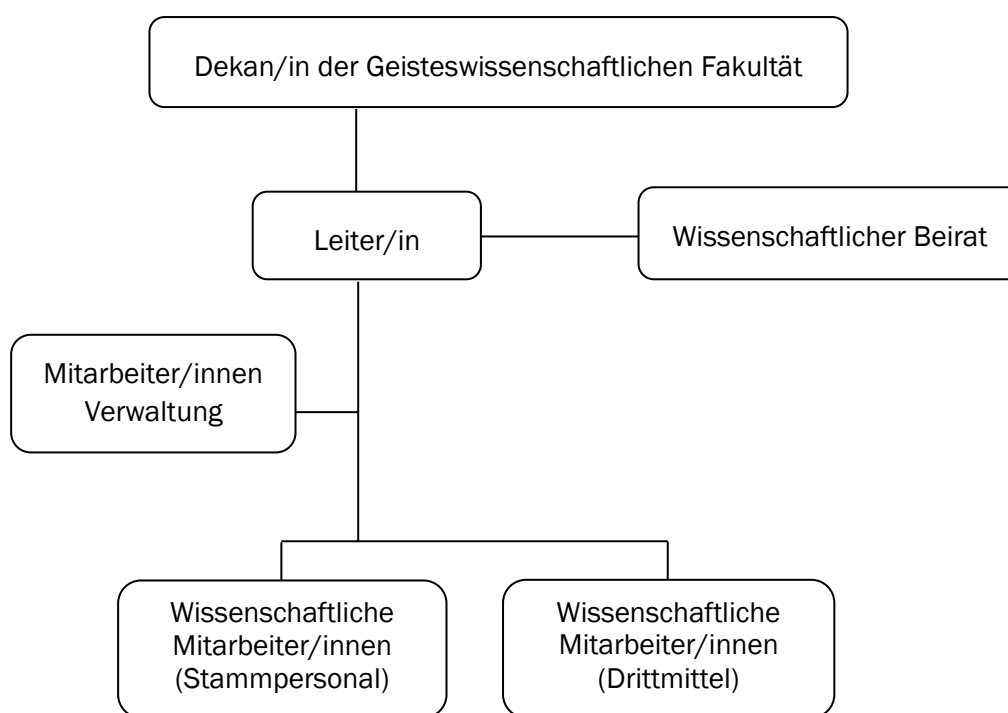 Dekan/in der Geisteswissenschaftlichen Fakultät
Leiter/in
Wissenschaftlicher Beirat
Mitarbeiter/innen
Verwaltung
Wissenschaftliche
Mitarbeiter/innen
(Stammpersonal)
Wissenschaftliche
Mitarbeiter/innen
(Drittmittel)